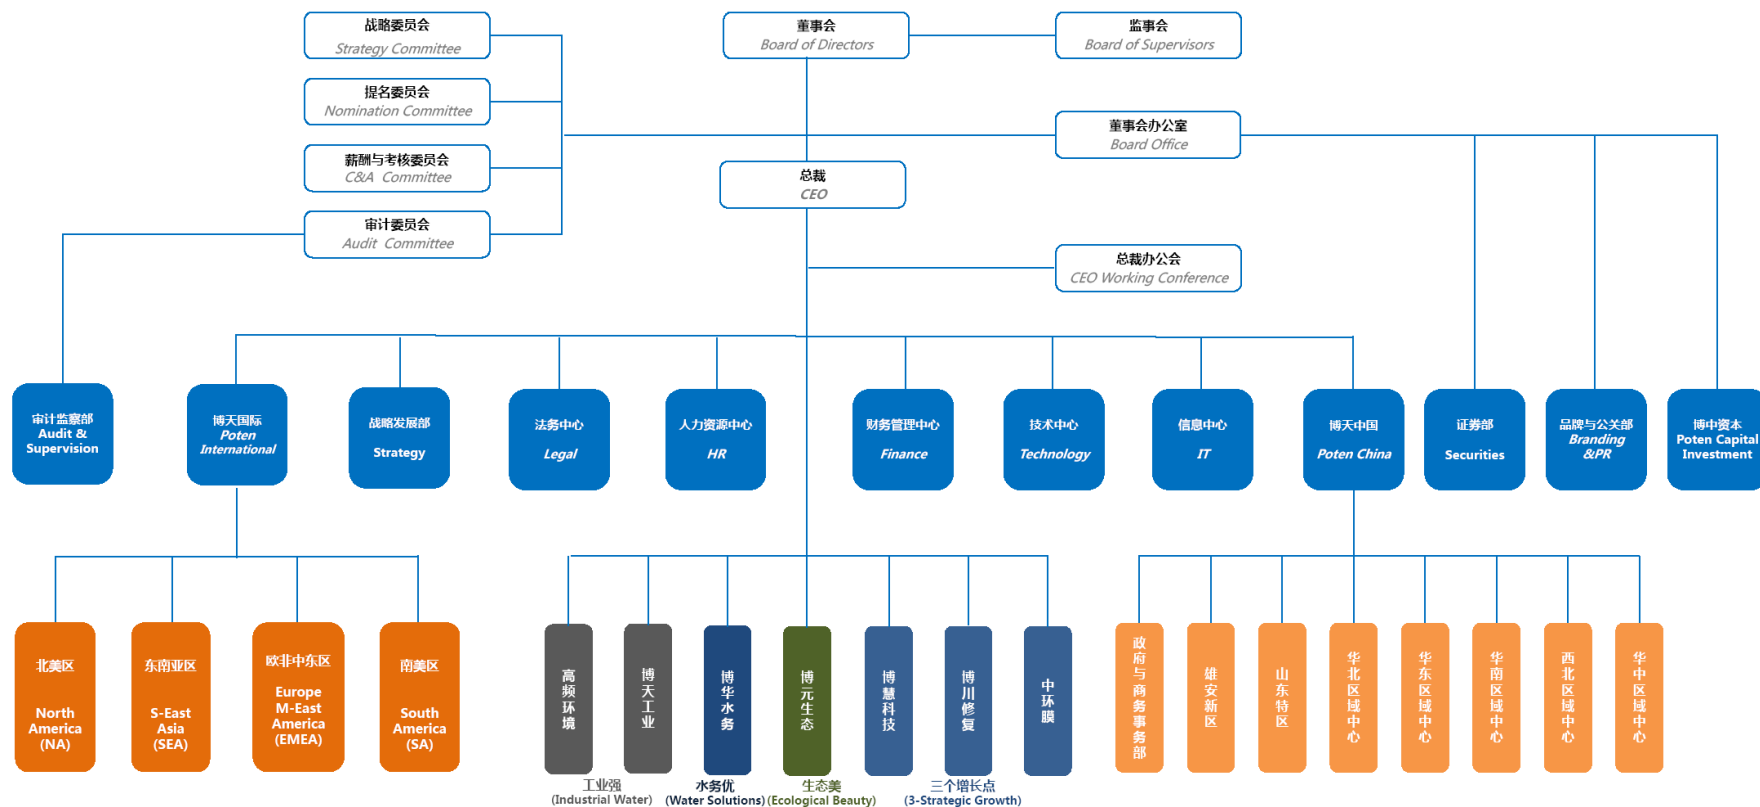 战略委员会
Strategy Committee
董事会
Board of Directors
监事会
Board of Supervisors
提名委员会
Nomination Committee
董事会办公室
Board Office
薪酬与考核委员会
C&A Committee
总裁
CEO
审计委员会
Audit Committee
总裁办公会
CEO Working Conference
审计监察部
Audit &
Supervision
博天国际
Poten
International
战略发展部
Strategy
法务中心
Legal
人力资源中心
HR
财务管理中心
Finance
技术中心
Technology
信息中心
IT
博天中国
Poten China
证券部
Securities
品牌与公关部
Branding
&PR
博中资本
Poten Capital
Investment
北美区
North
America
(NA)
东南亚区
S-East
Asia
(SEA)
欧非中东区
Europe
M-East
America
(EMEA)
南美区
South
America
(SA)
高频环境
博天工业
博华水务
博元生态
博慧科技
博川修复
中环膜
政府与商务事务部
雄安新区
山东特区
华北区域中心
华东区域中心
华南区域中心
西北区域中心
华中区域中心
工业强
(Industrial Water)
水务优
(Water Solutions)
生态美
(Ecological Beauty)
三个增长点
(3-Strategic Growth)